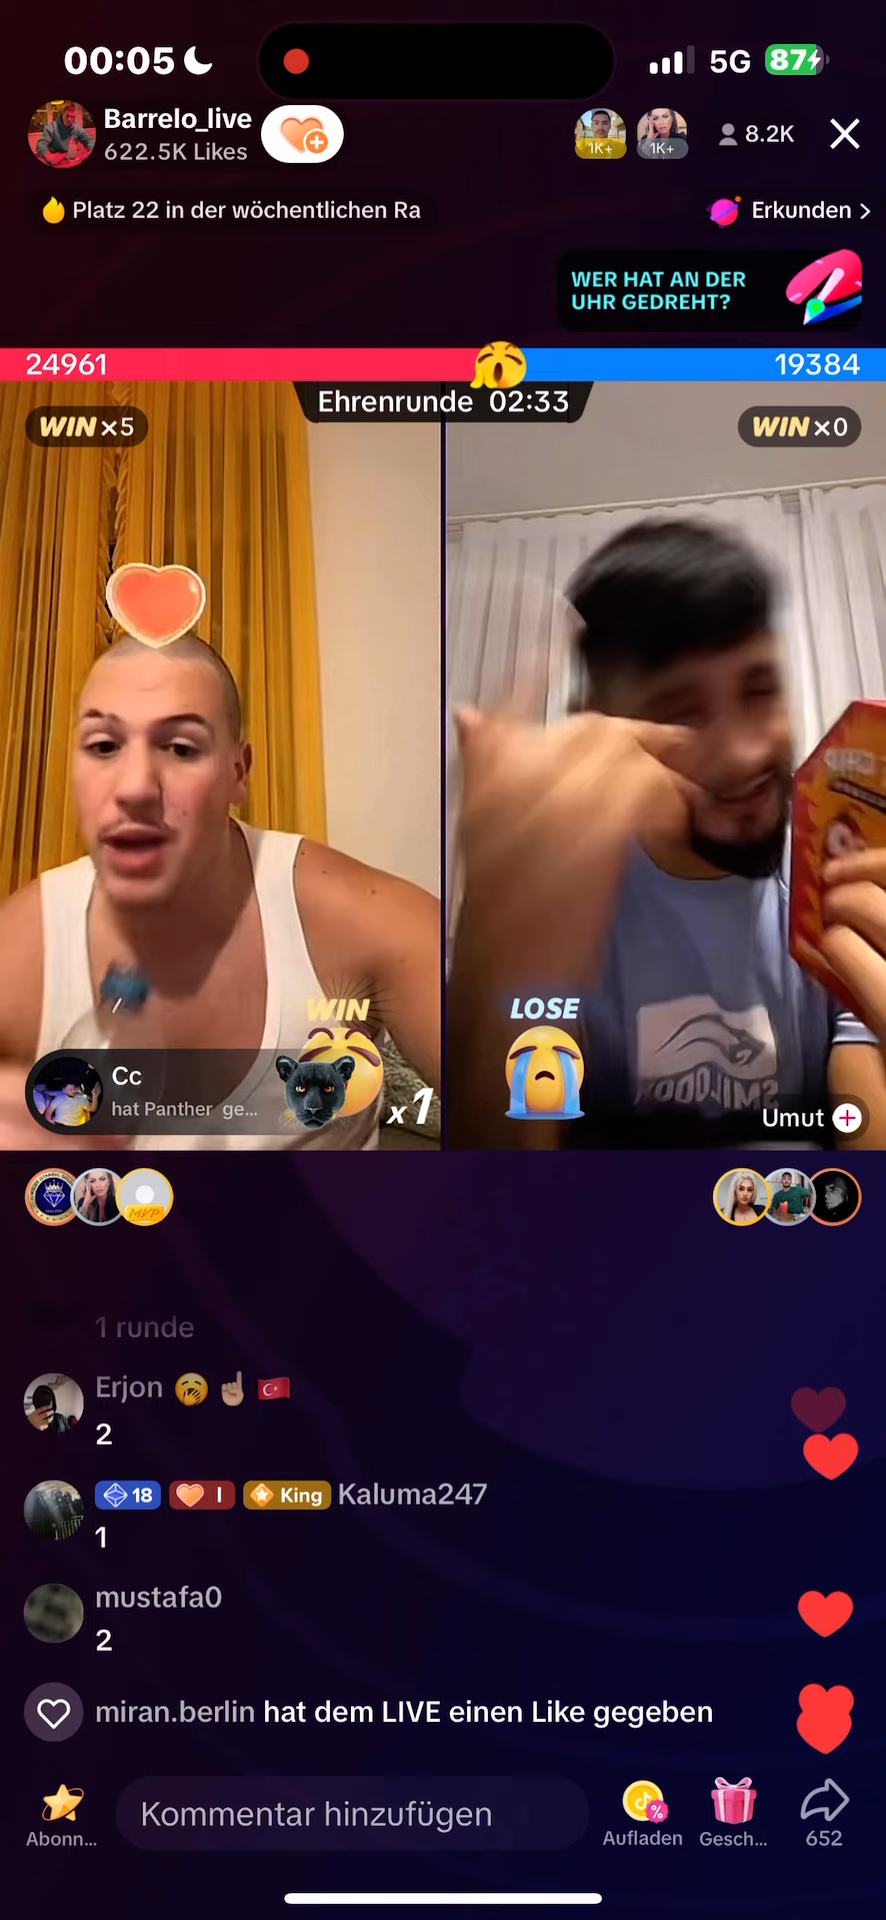 00:05
5G
87
Barrelo_live
622.5K Likes
1K+
1K+
8.2K
Platz 22 in der wöchentlichen Ra
Erkunden >
WER HAT AN DER
UHR GEDREHT?
24961
19384
Ehrenrunde 02:33
WIN x5
WIN x0
WIN
LOSE
Cc
hat Panther ge...
x1
Umut
MVP
1 runde
Erjon
2
18
I
King
Kaluma247
1
mustafa0
2
miran.berlin hat dem LIVE einen Like gegeben
Abonn...
Kommentar hinzufügen
Aufladen
Gesch...
652